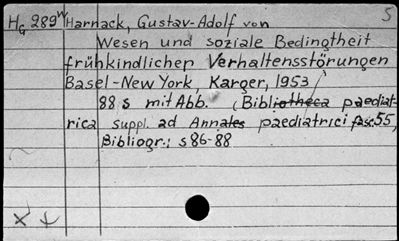 HG 289w Harnack, Gustav-Adolf von 5
Wesen und soziale Bedingtheit
frühkindlicher Verhaltensstörungen
Basel-New York, Karger, 1953
88 s mit Abb. (Bibliotheca paediat-
rica suppl. ad Annales paediatrici fasc. 55,
Bibliogr.: s 86-88